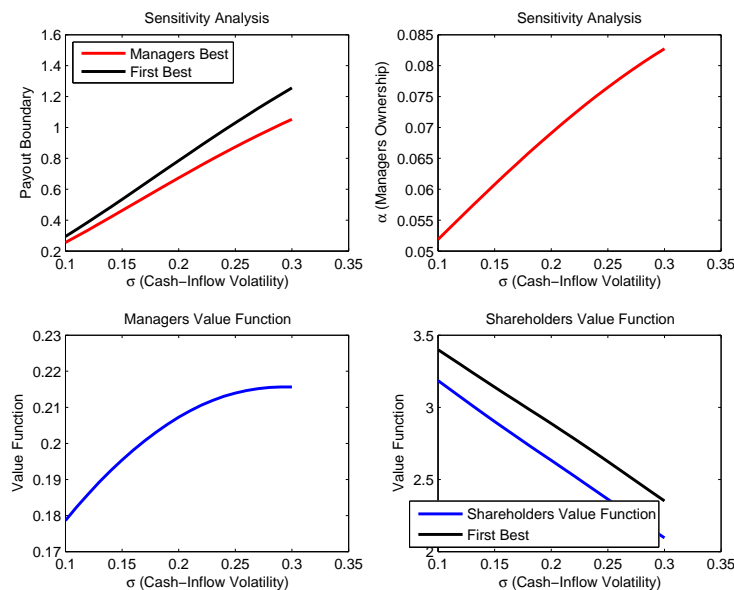 Sensitivity Analysis
1.6
1.4
1.2
1
0.8
0.6
0.4
0.2
Payout Boundary
Managers Best
First Best
0.1 0.15 0.2 0.25 0.3 0.35
σ (Cash−Inflow Volatility)
Sensitivity Analysis
0.085
0.08
0.075
0.07
0.065
0.06
0.055
0.05
α (Managers Ownership)
0.1 0.15 0.2 0.25 0.3 0.35
σ (Cash−Inflow Volatility)
Managers Value Function
0.23
0.22
0.21
0.2
0.19
0.18
0.17
Value Function
0.1 0.15 0.2 0.25 0.3 0.35
σ (Cash−Inflow Volatility)
Shareholders Value Function
3.5
3
2.5
2
Value Function
Shareholders Value Function
First Best
0.1 0.15 0.2 0.25 0.3 0.35
σ (Cash−Inflow Volatility)